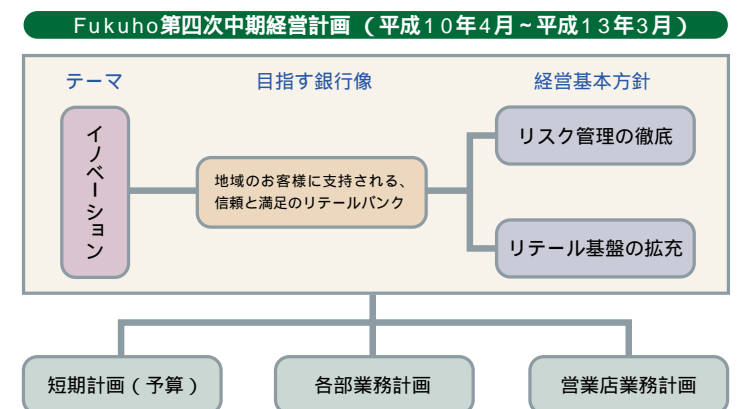 Fukuho第四次中期経営計画（平成10年4月～平成13年3月）
テーマ
目指す銀行像
経営基本方針
イノベーション
地域のお客様に支持される、
信頼と満足のリテールバンク
リスク管理の徹底
リテール基盤の拡充
短期計画（予算）
各部業務計画
営業店業務計画